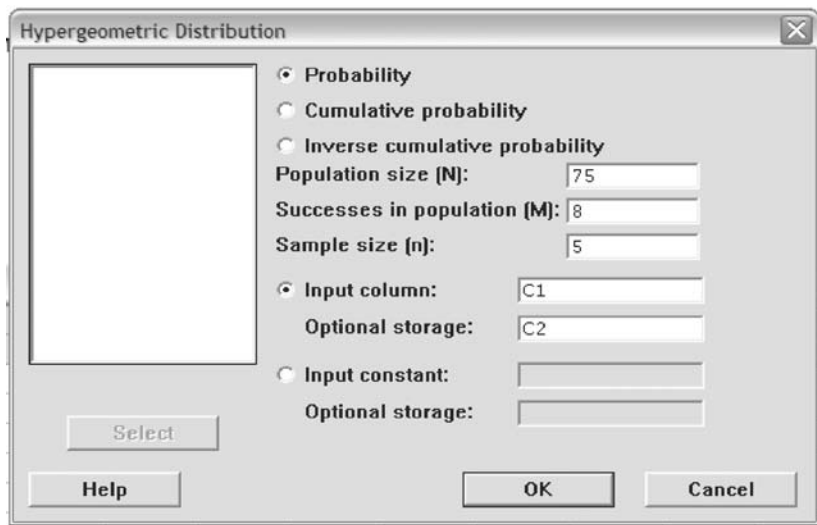 Hypergeometric Distribution
Probability
Cumulative probability
Inverse cumulative probability
Population size (N): 75
Successes in population (M): 8
Sample size (n): 5
Input column: C1
Optional storage: C2
Input constant:
Optional storage:
Select
Help OK Cancel